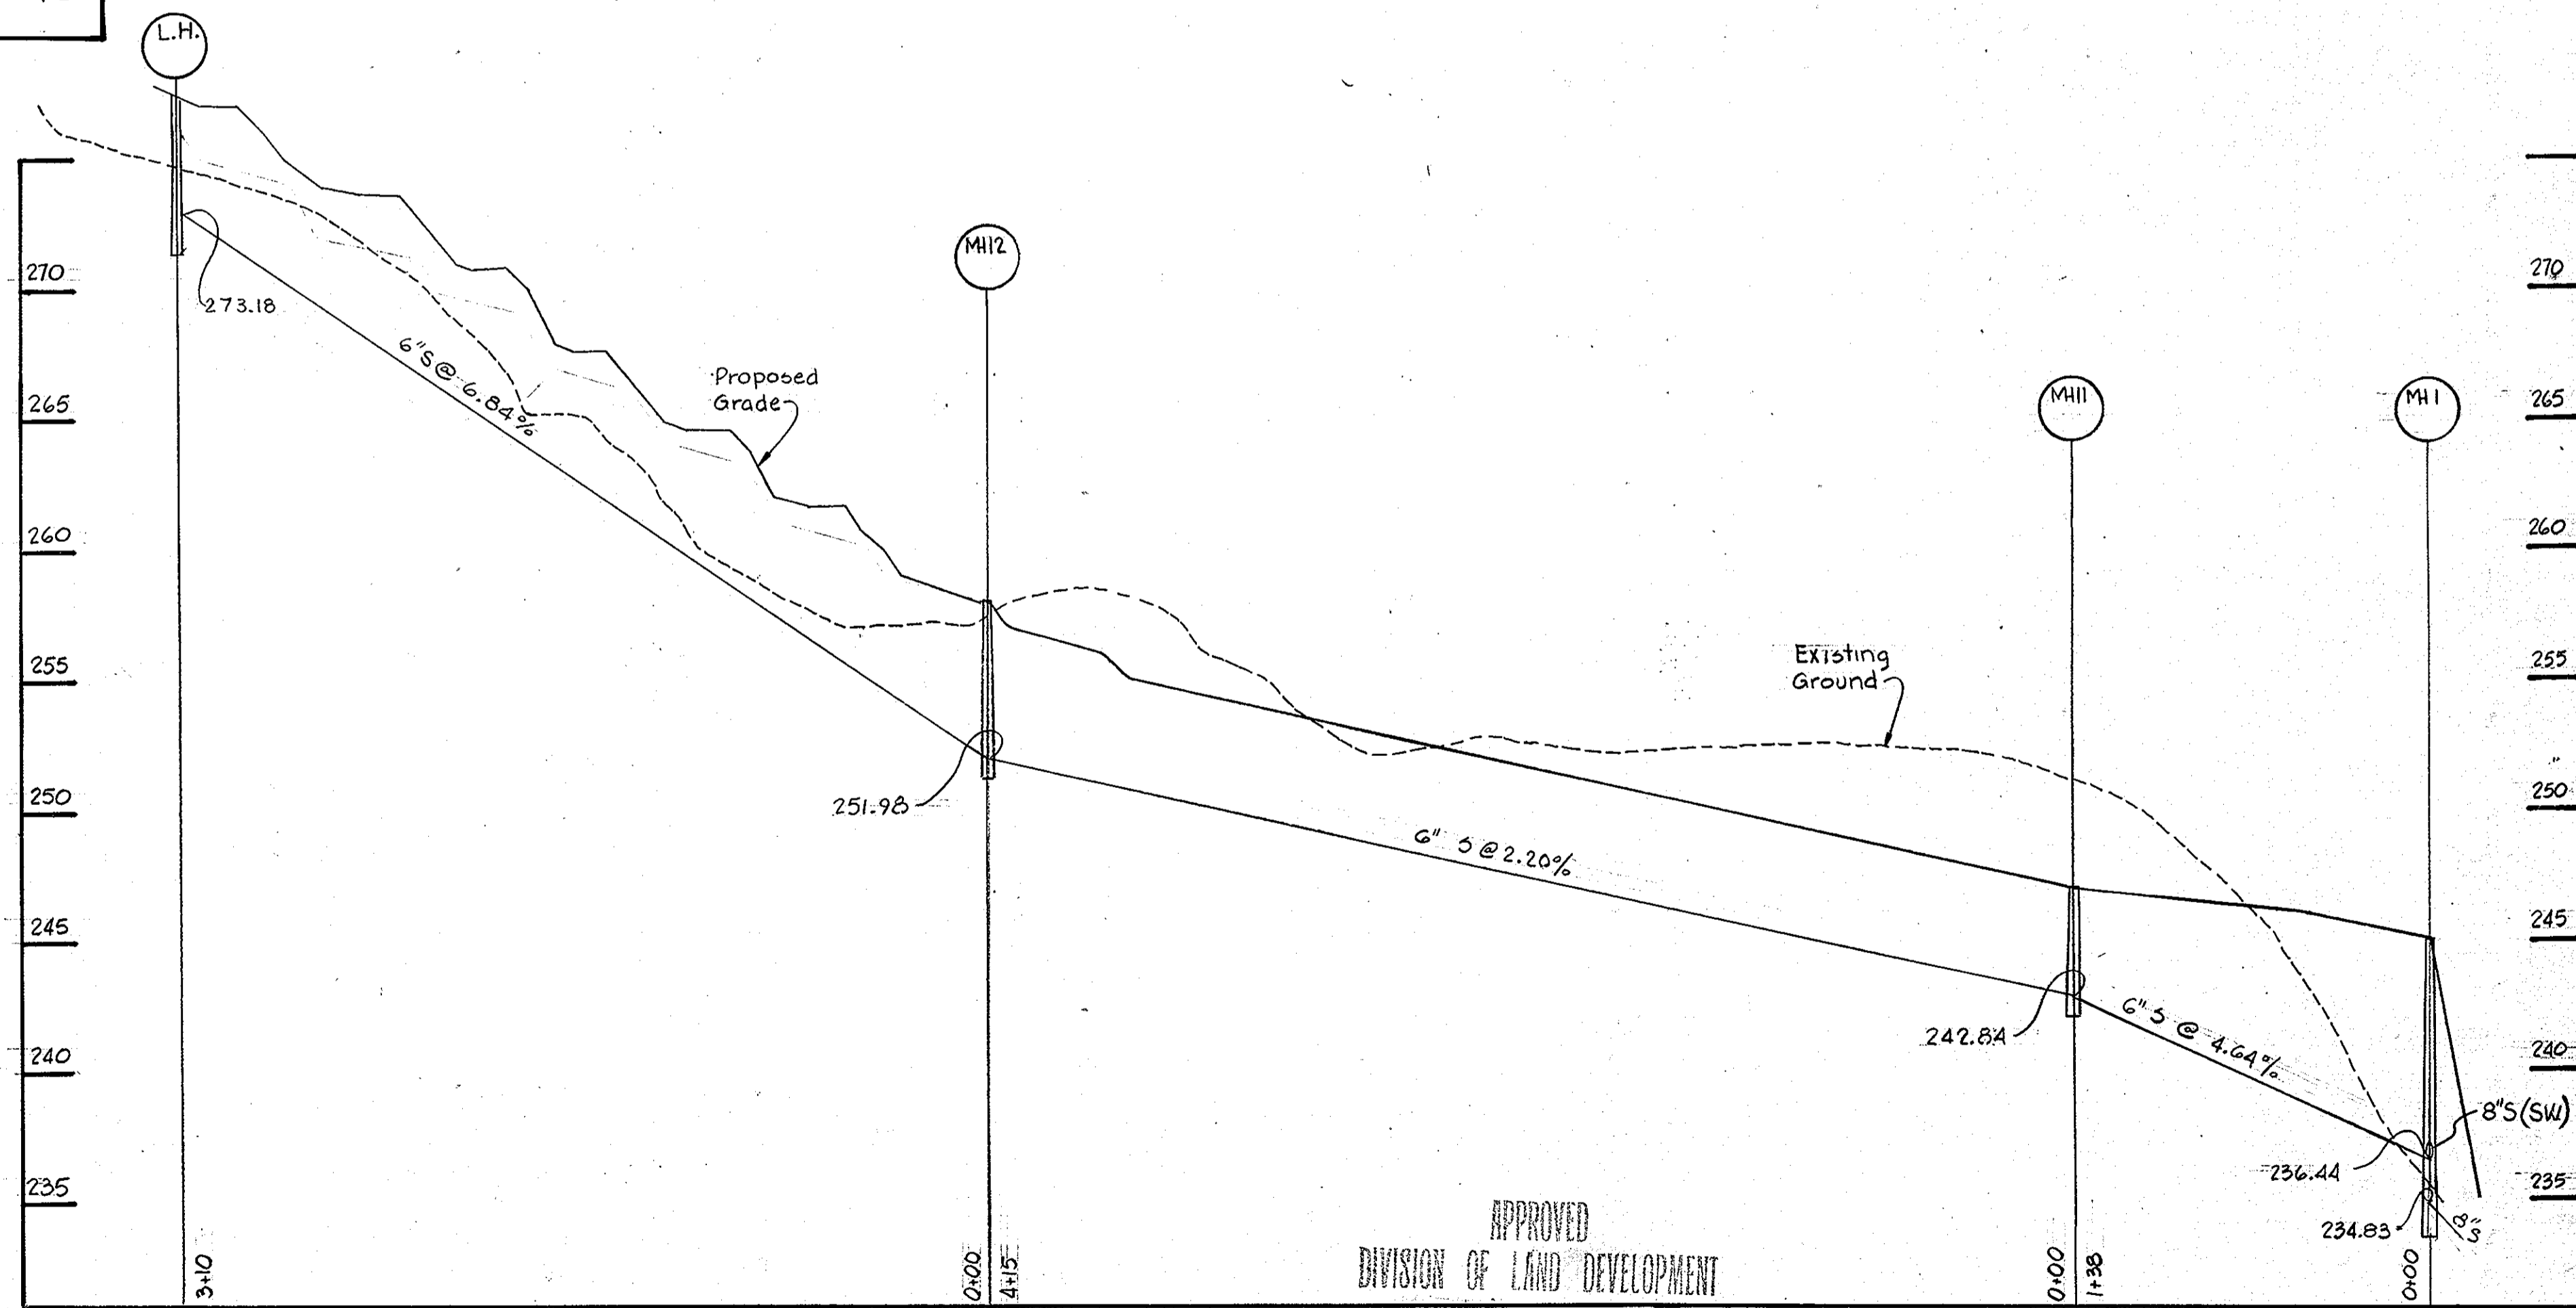 L.H.
MH12
MH11
MH1
270
270
273.18
6"S@ 6.84%
Proposed
Grade
265
265
260
260
Existing
Ground
255
255
251.98
250
250
6" S @ 2.20%
245
245
242.84
6" S @ 4.64%
240
240
8"S(SW)
236.44
235
235
234.83
8"S
APPROVED
DIVISION OF LAND DEVELOPMENT
3+10
0+00
4+15
0+00
1+38
0+00